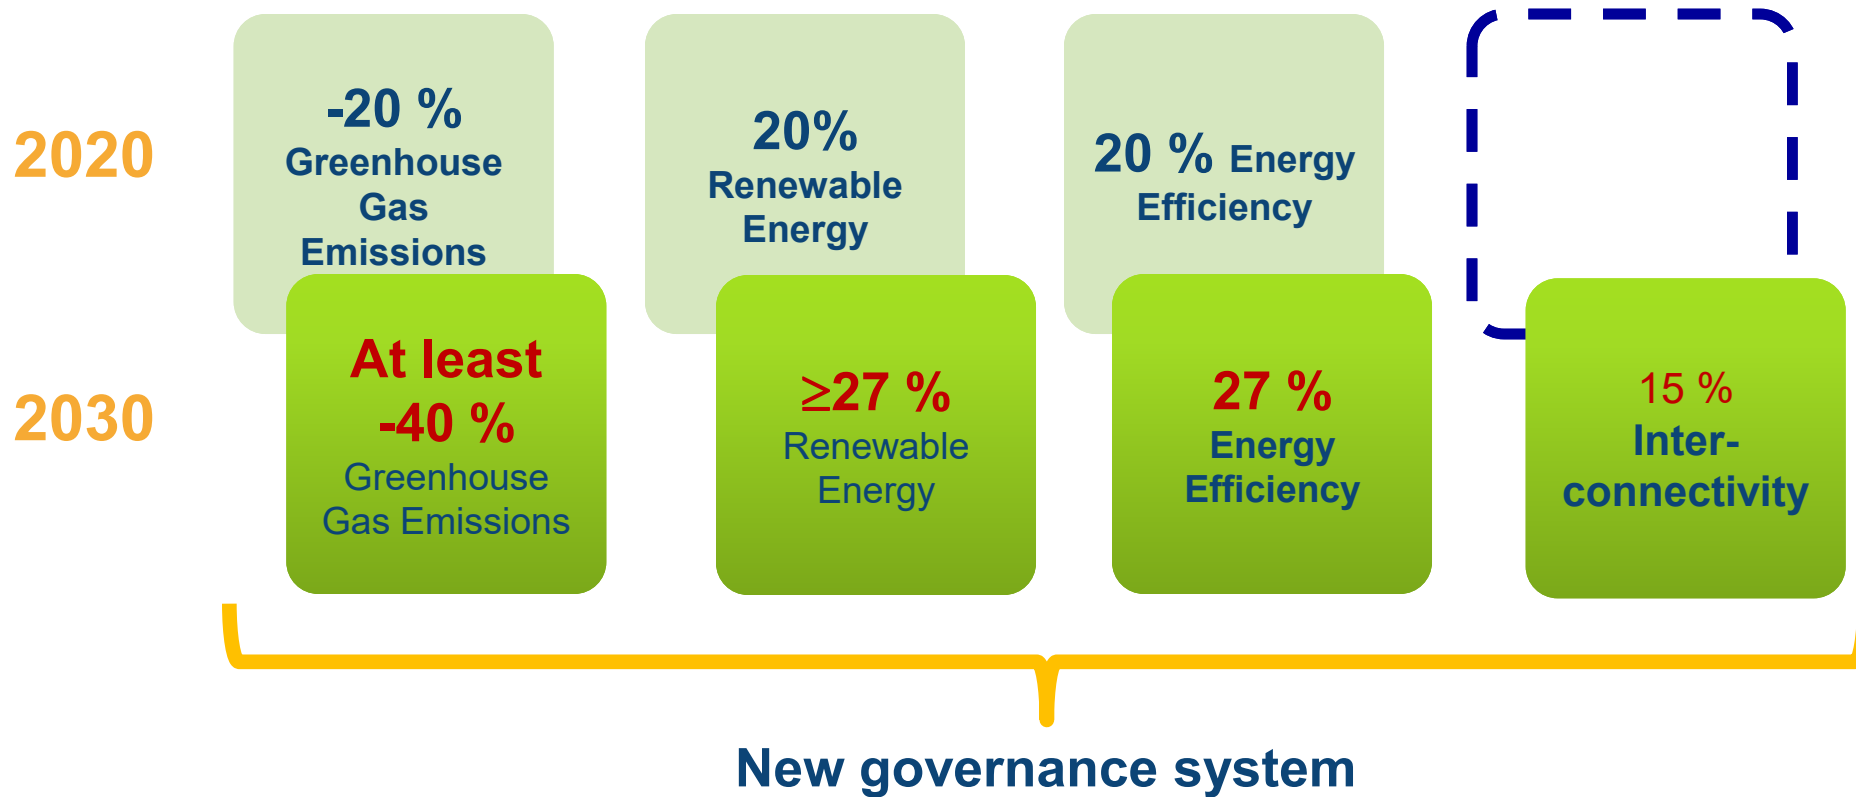 2020
-20 %
Greenhouse
Gas
Emissions
20%
Renewable
Energy
20 % Energy
Efficiency
2030
At least
-40 %
Greenhouse
Gas Emissions
≥27 %
Renewable
Energy
27 %
Energy
Efficiency
15 %
Inter-
connectivity
New governance system